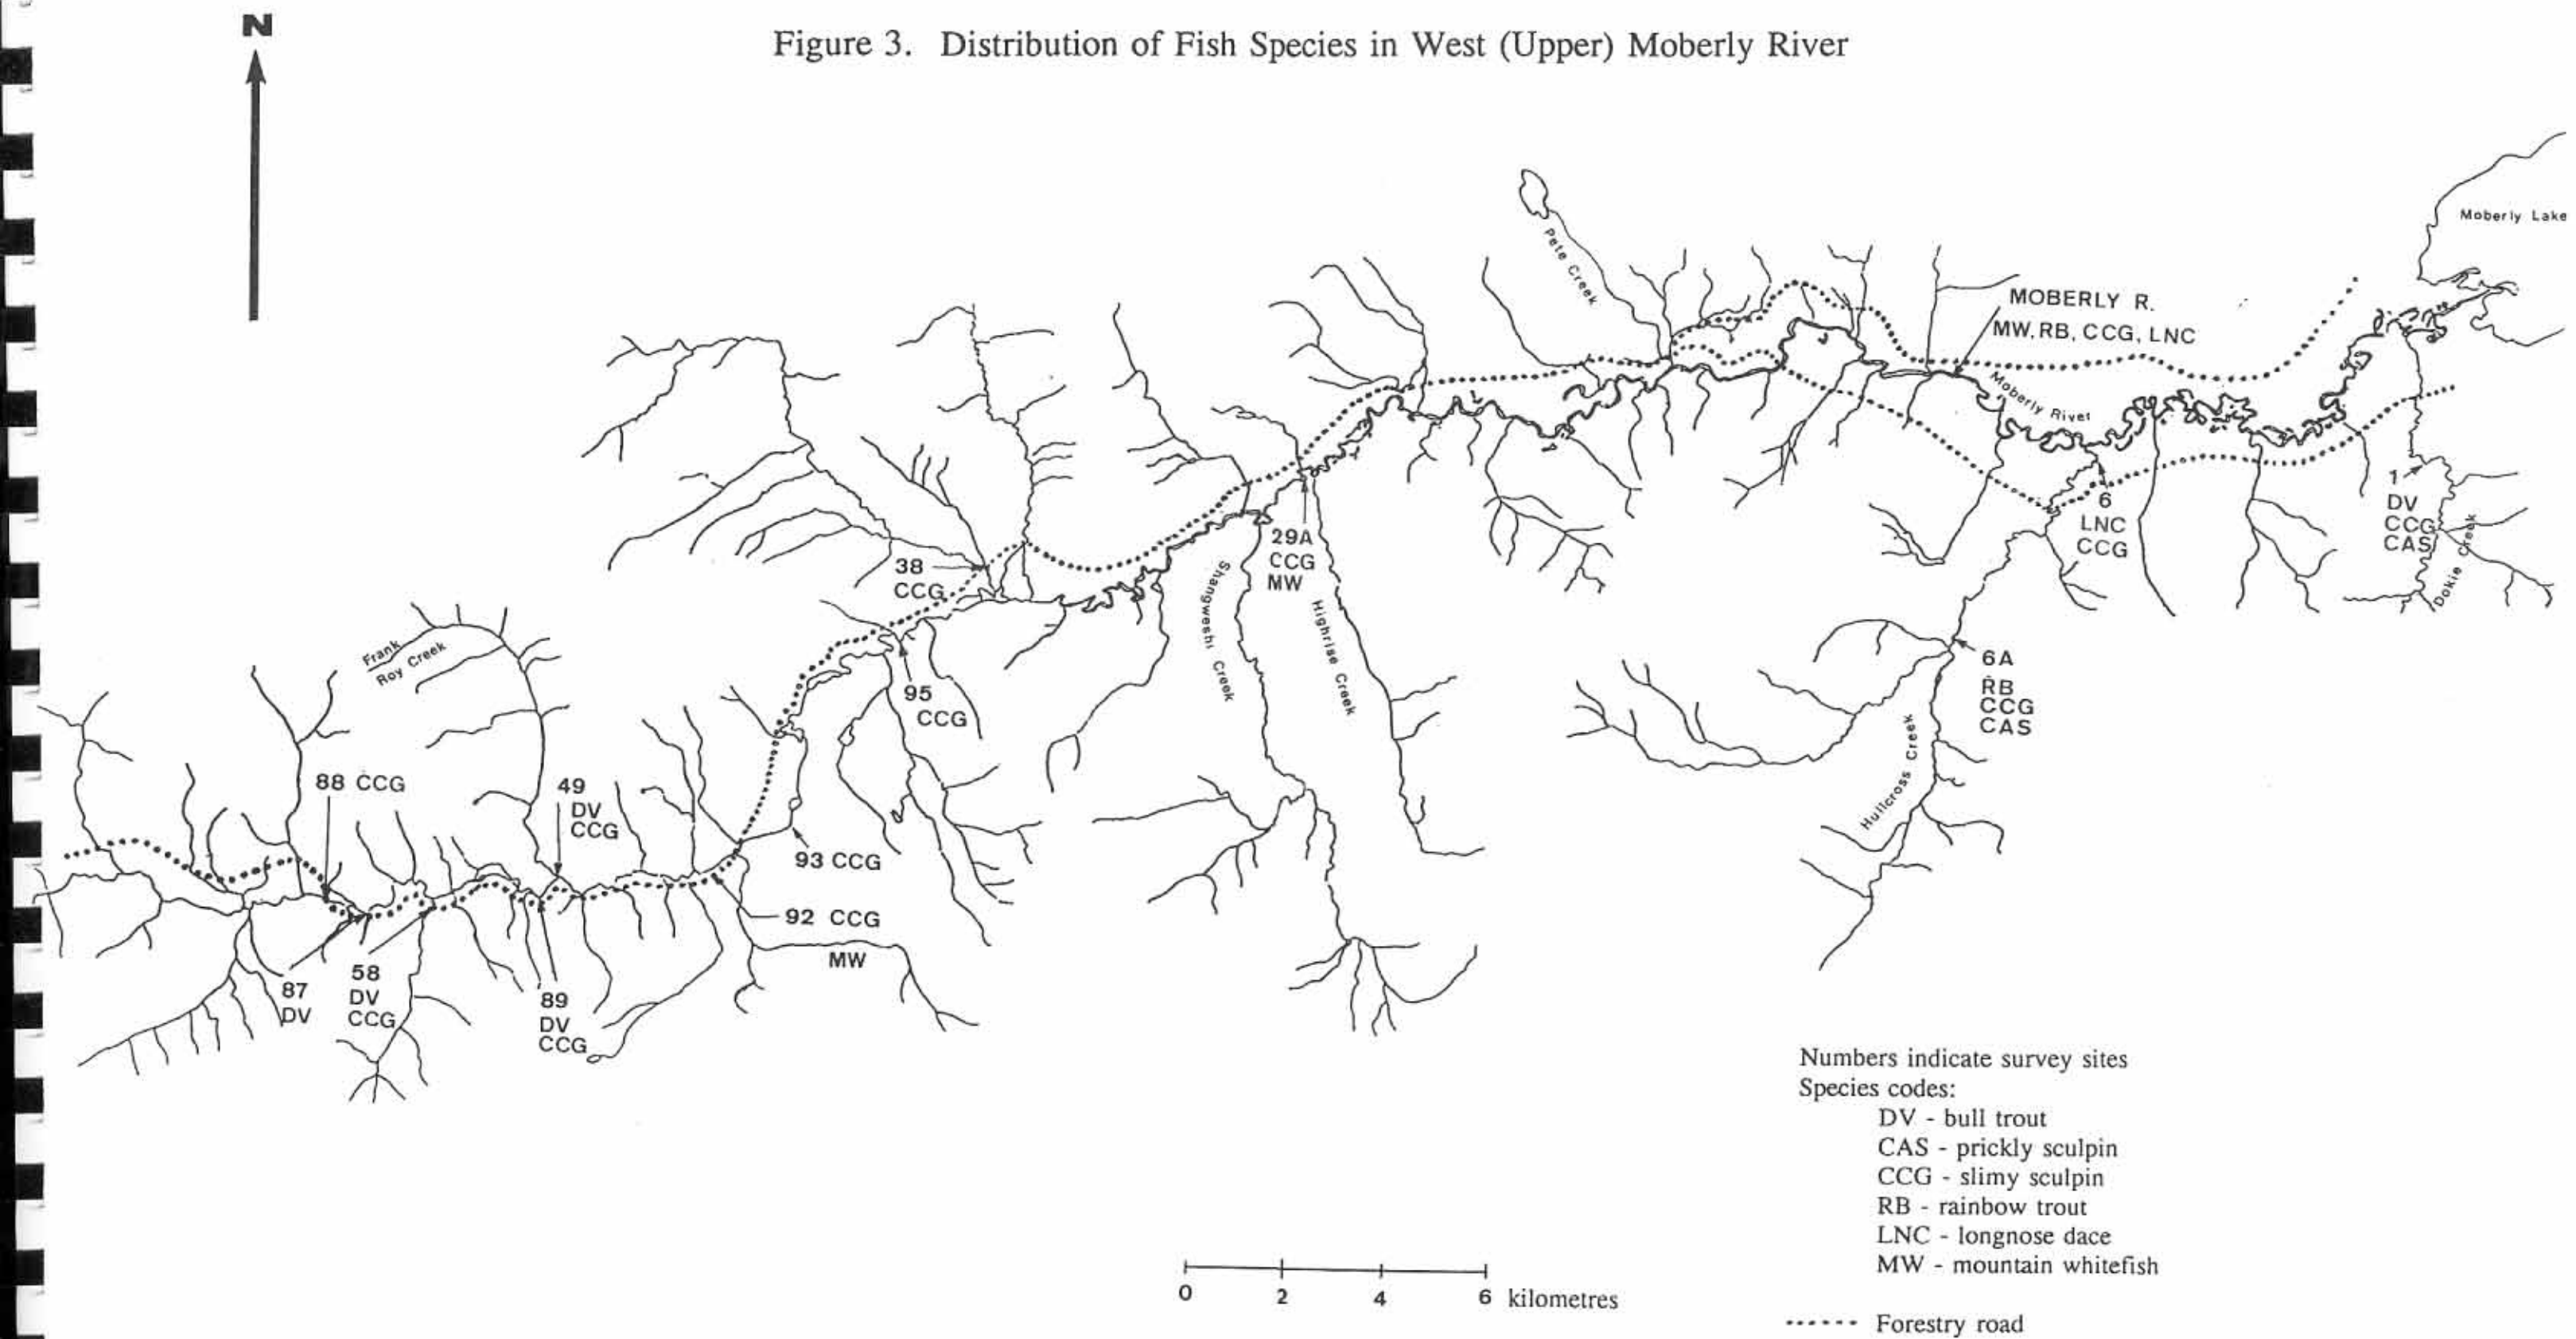 N
Figure 3. Distribution of Fish Species in West (Upper) Moberly River
Moberly Lake
Pete Creek
MOBERLY R.
MW, RB, CCG, LNC
Moberly River
1
DV
CCG
CAS
Dokie Creek
6
LNC
CCG
29A
CCG
MW
38
CCG
Shangweshi Creek
Highrise Creek
Frank
Roy Creek
6A
RB
CCG
CAS
95
CCG
Hullcross Creek
88 CCG
49
DV
CCG
93 CCG
92 CCG
MW
87
DV
58
DV
CCG
89
DV
CCG
Numbers indicate survey sites
Species codes:
DV - bull trout
CAS - prickly sculpin
CCG - slimy sculpin
RB - rainbow trout
LNC - longnose dace
MW - mountain whitefish
0 2 4 6 kilometres
Forestry road